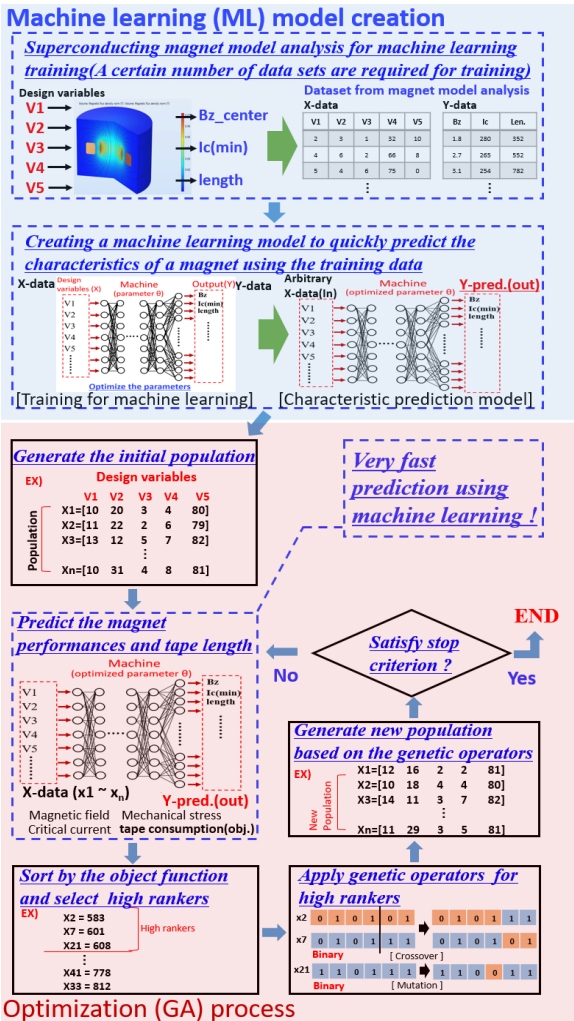 Machine learning (ML) model creation
Superconducting magnet model analysis for machine learning
training(A certain number of data sets are required for training)
Design variables
V1
V2
V3
V4
V5
Bz_center
Ic(min)
length
Dataset from magnet model analysis
X-data
V1 V2 V3 V4 V5
2 3 1 32 10
4 6 2 66 8
5 4 6 75 0
⋮
Y-data
Bz Ic Len.
1.8 280 352
2.7 265 552
3.1 254 782
⋮
Creating a machine learning model to quickly predict the
characteristics of a magnet using the training data
X-data
Design
variables (X)
V1
V2
V3
V4
V5
Machine
(parameter θ)
Output(Y)
Bz
Ic(min)
length
Y-data
Optimize the parameters
[Training for machine learning]
Arbitrary
X-data(In)
V1
V2
V3
V4
V5
Machine
(optimized parameter θ)
Y-pred.(out)
Bz
Ic(min)
length
[Characteristic prediction model]
Generate the initial population
EX)
Design variables
V1 V2 V3 V4 V5
Population
X1=[10 20 3 4 80]
X2=[11 22 2 6 79]
X3=[13 12 5 7 82]
⋮
Xn=[10 31 4 8 81]
Very fast
prediction using
machine learning !
Predict the magnet
performances and tape length
Machine
(optimized parameter θ)
V1
V2
V3
V4
V5
Bz
Ic(min)
length
X-data (x1 ~ xn)
Y-pred.(out)
Magnetic field Mechanical stress
Critical current tape consumption(obj.)
Satisfy stop
criterion ?
No
Yes
END
Generate new population
based on the genetic operators
EX)
New
Population
X1=[12 16 2 2 81]
X2=[10 18 4 4 80]
X3=[14 11 3 7 82]
⋮
Xn=[11 29 3 5 81]
Sort by the object function
and select high rankers
EX)
X2 = 583
X7 = 601
X21 = 608
High rankers
⋮
X41 = 778
X33 = 812
Apply genetic operators for
high rankers
x2 0 1 0 1 0 1 0 1 0 1 1 1
x7 0 1 0 1 1 1 0 1 0 1 0 1
Binary [ Crossover ]
x21 1 1 0 1 1 1 1 1 0 0 1 1
Binary [ Mutation ]
Optimization (GA) process